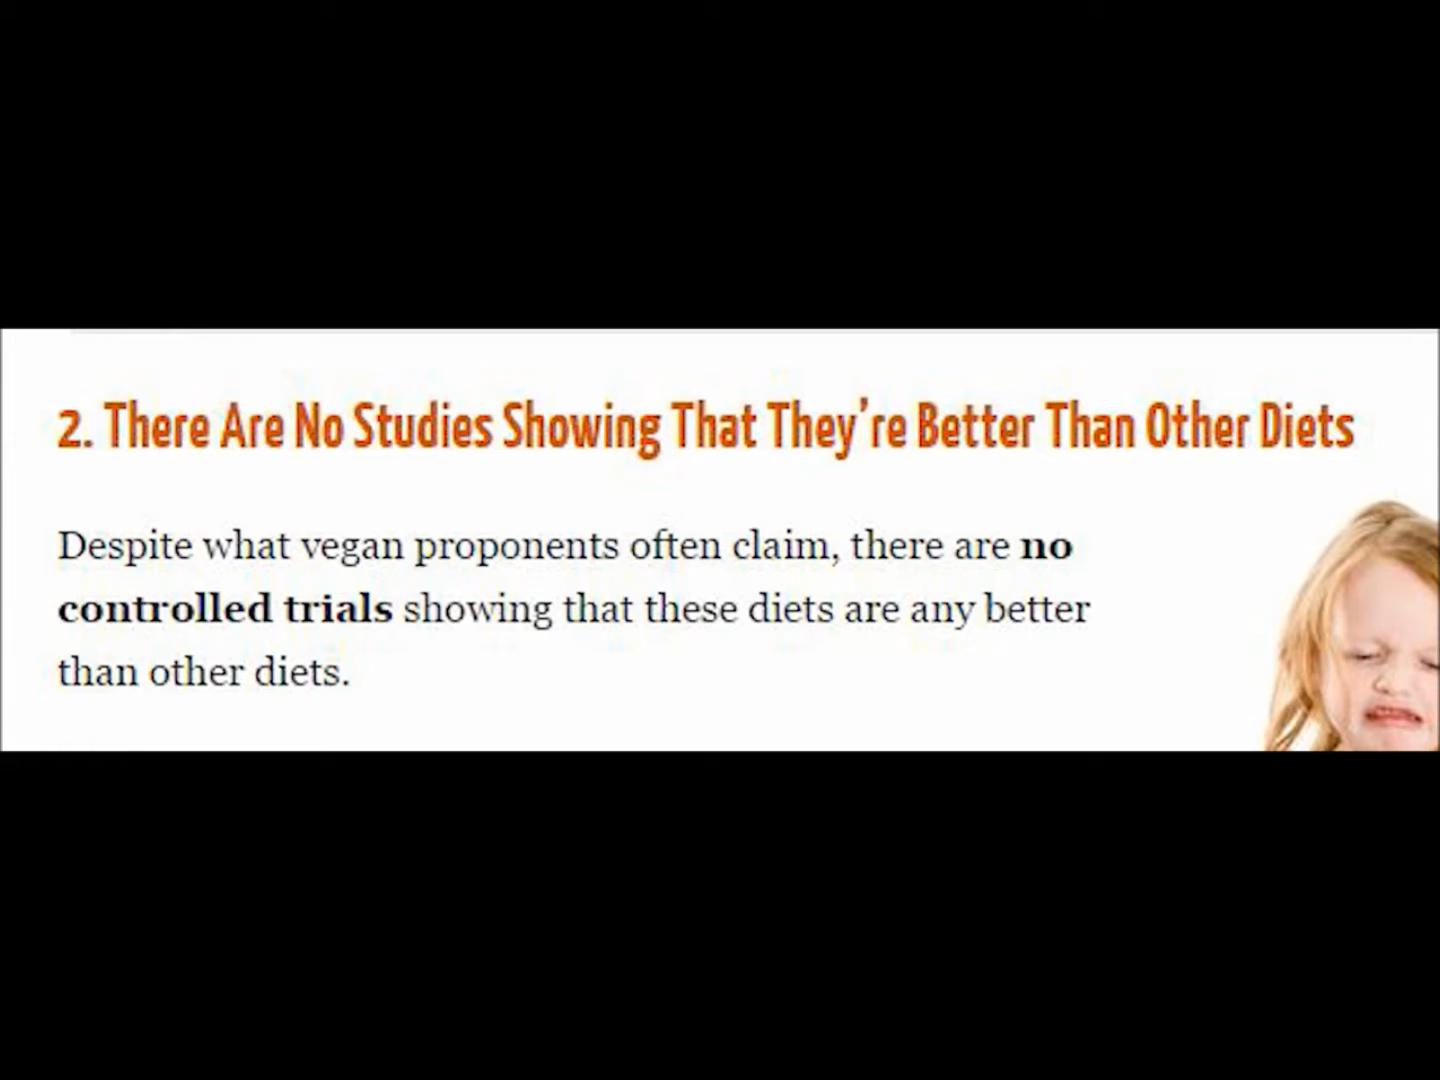 2. There Are No Studies Showing That They're Better Than Other Diets
Despite what vegan proponents often claim, there are no
controlled trials showing that these diets are any better
than other diets.